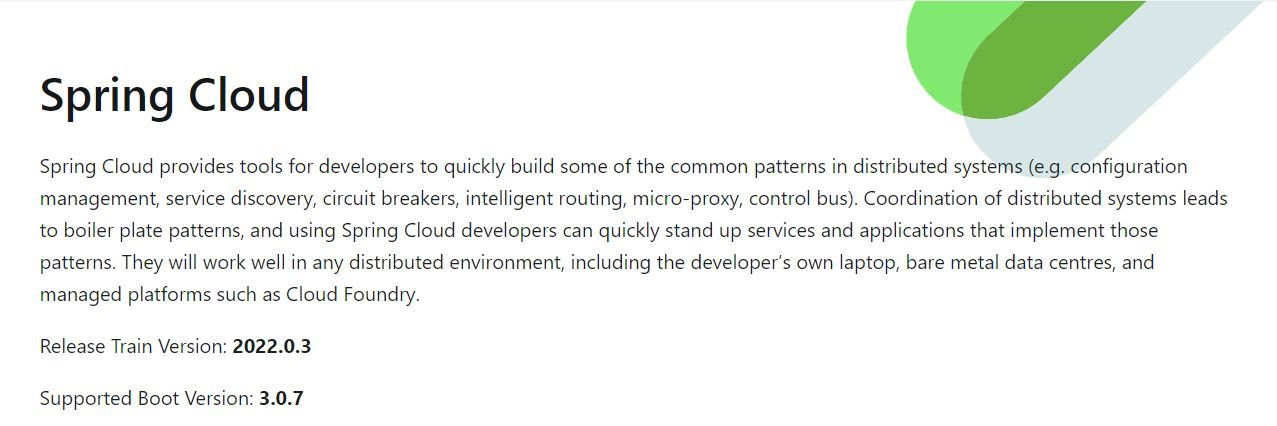 Spring Cloud
Spring Cloud provides tools for developers to quickly build some of the common patterns in distributed systems (e.g. configuration
management, service discovery, circuit breakers, intelligent routing, micro-proxy, control bus). Coordination of distributed systems leads
to boiler plate patterns, and using Spring Cloud developers can quickly stand up services and applications that implement those
patterns. They will work well in any distributed environment, including the developer’s own laptop, bare metal data centres, and
managed platforms such as Cloud Foundry.
Release Train Version: 2022.0.3
Supported Boot Version: 3.0.7